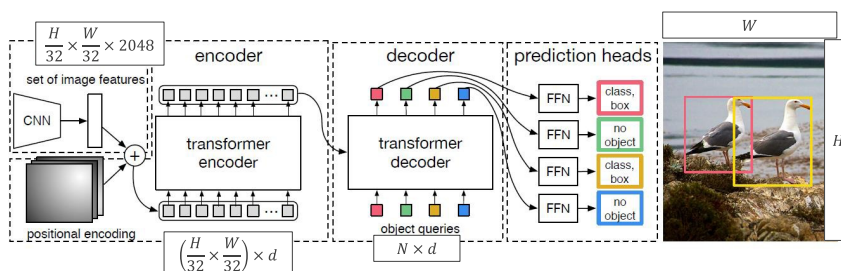 H/32 × W/32 × 2048
encoder
decoder
prediction heads
W
set of image features
CNN
+
positional encoding
...
transformer
encoder
...
(H/32 × W/32) × d
transformer
decoder
object queries
N × d
FFN
class,
box
FFN
no
object
FFN
class,
box
FFN
no
object
H